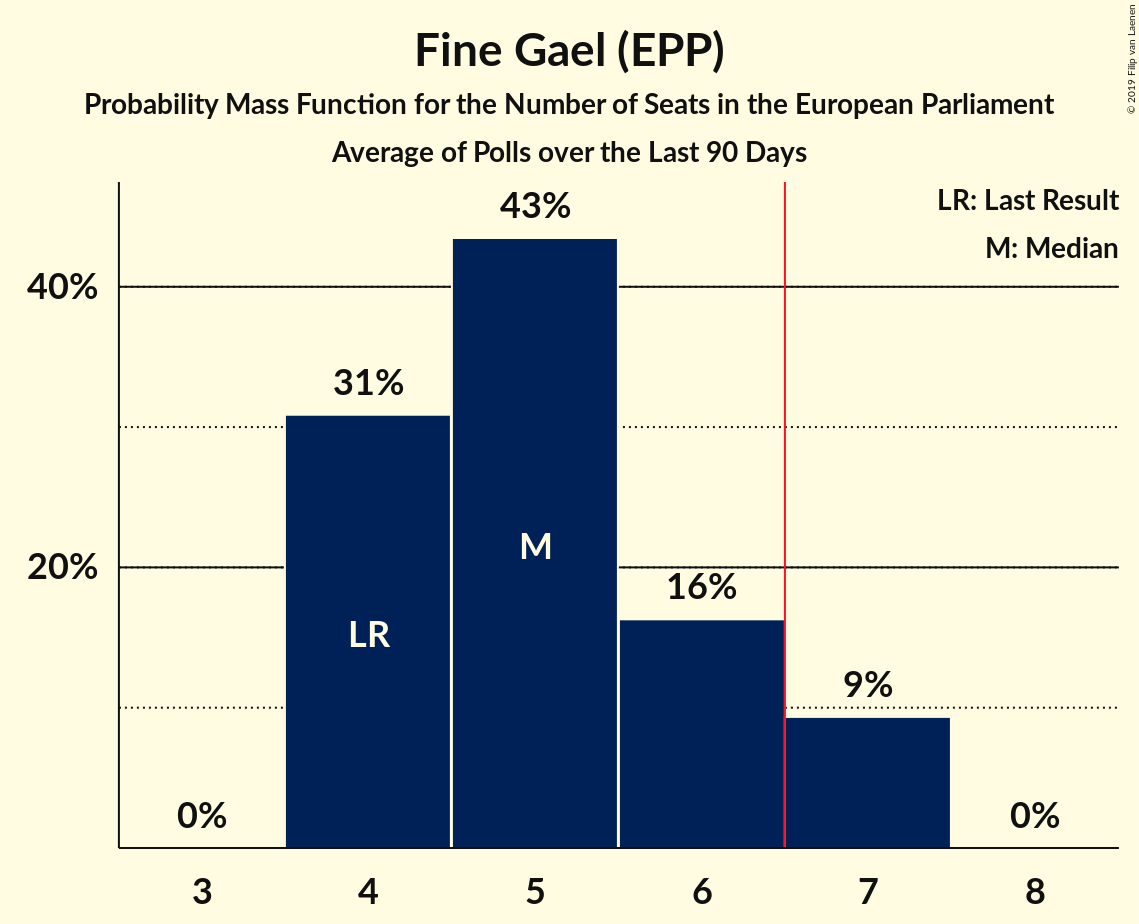 Fine Gael (EPP)
Probability Mass Function for the Number of Seats in the European Parliament
Average of Polls over the Last 90 Days
© 2019 Filip van Laenen
LR: Last Result
M: Median
43%
40%
31%
M
20%
16%
LR
9%
0%
0%
3 4 5 6 7 8